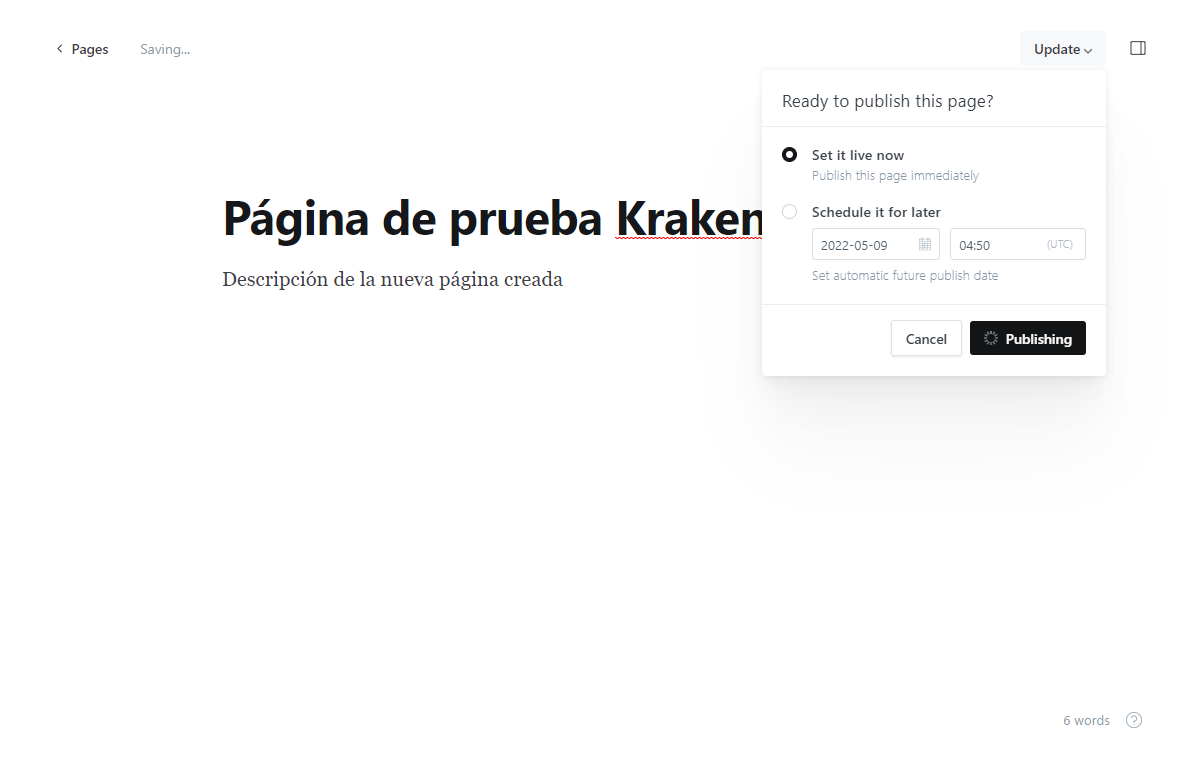 Pages
Saving...
Update
Ready to publish this page?
Set it live now
Publish this page immediately
Schedule it for later
2022-05-09
04:50 (UTC)
Set automatic future publish date
Cancel
Publishing
Página de prueba Kraken
Descripción de la nueva página creada
6 words
?